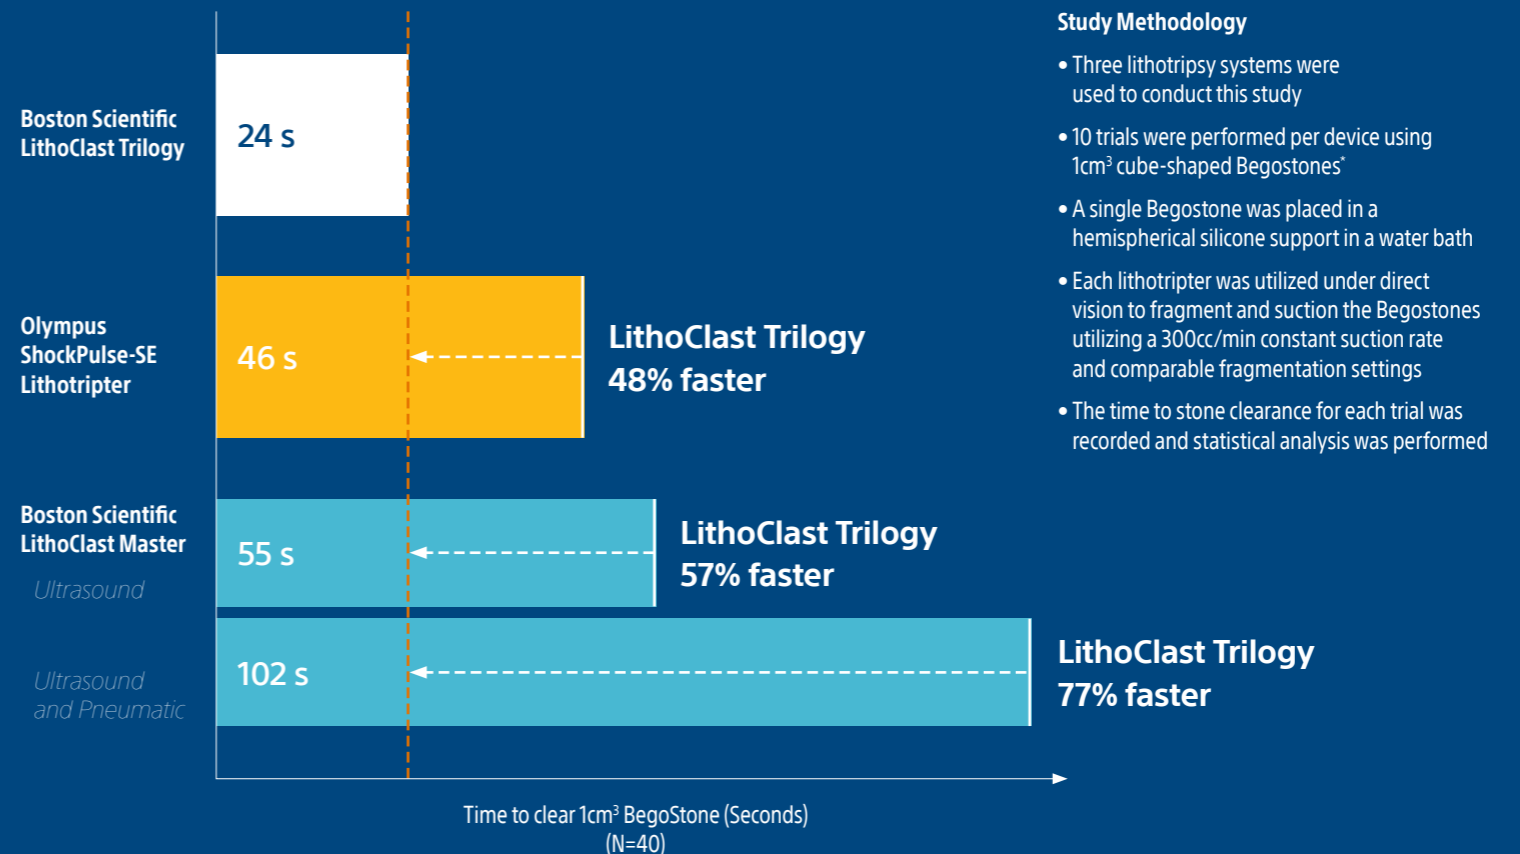 Boston Scientific
LithoClast Trilogy
24 s
Olympus
ShockPulse-SE
Lithotripter
46 s
LithoClast Trilogy
48% faster
Boston Scientific
LithoClast Master
Ultrasound
55 s
LithoClast Trilogy
57% faster
Ultrasound
and Pneumatic
102 s
LithoClast Trilogy
77% faster
Time to clear 1cm³ BegoStone (Seconds)
(N=40)
Study Methodology
• Three lithotripsy systems were
used to conduct this study
• 10 trials were performed per device using
1cm³ cube-shaped Begostones*
• A single Begostone was placed in a
hemispherical silicone support in a water bath
• Each lithotripter was utilized under direct
vision to fragment and suction the Begostones
utilizing a 300cc/min constant suction rate
and comparable fragmentation settings
• The time to stone clearance for each trial was
recorded and statistical analysis was performed